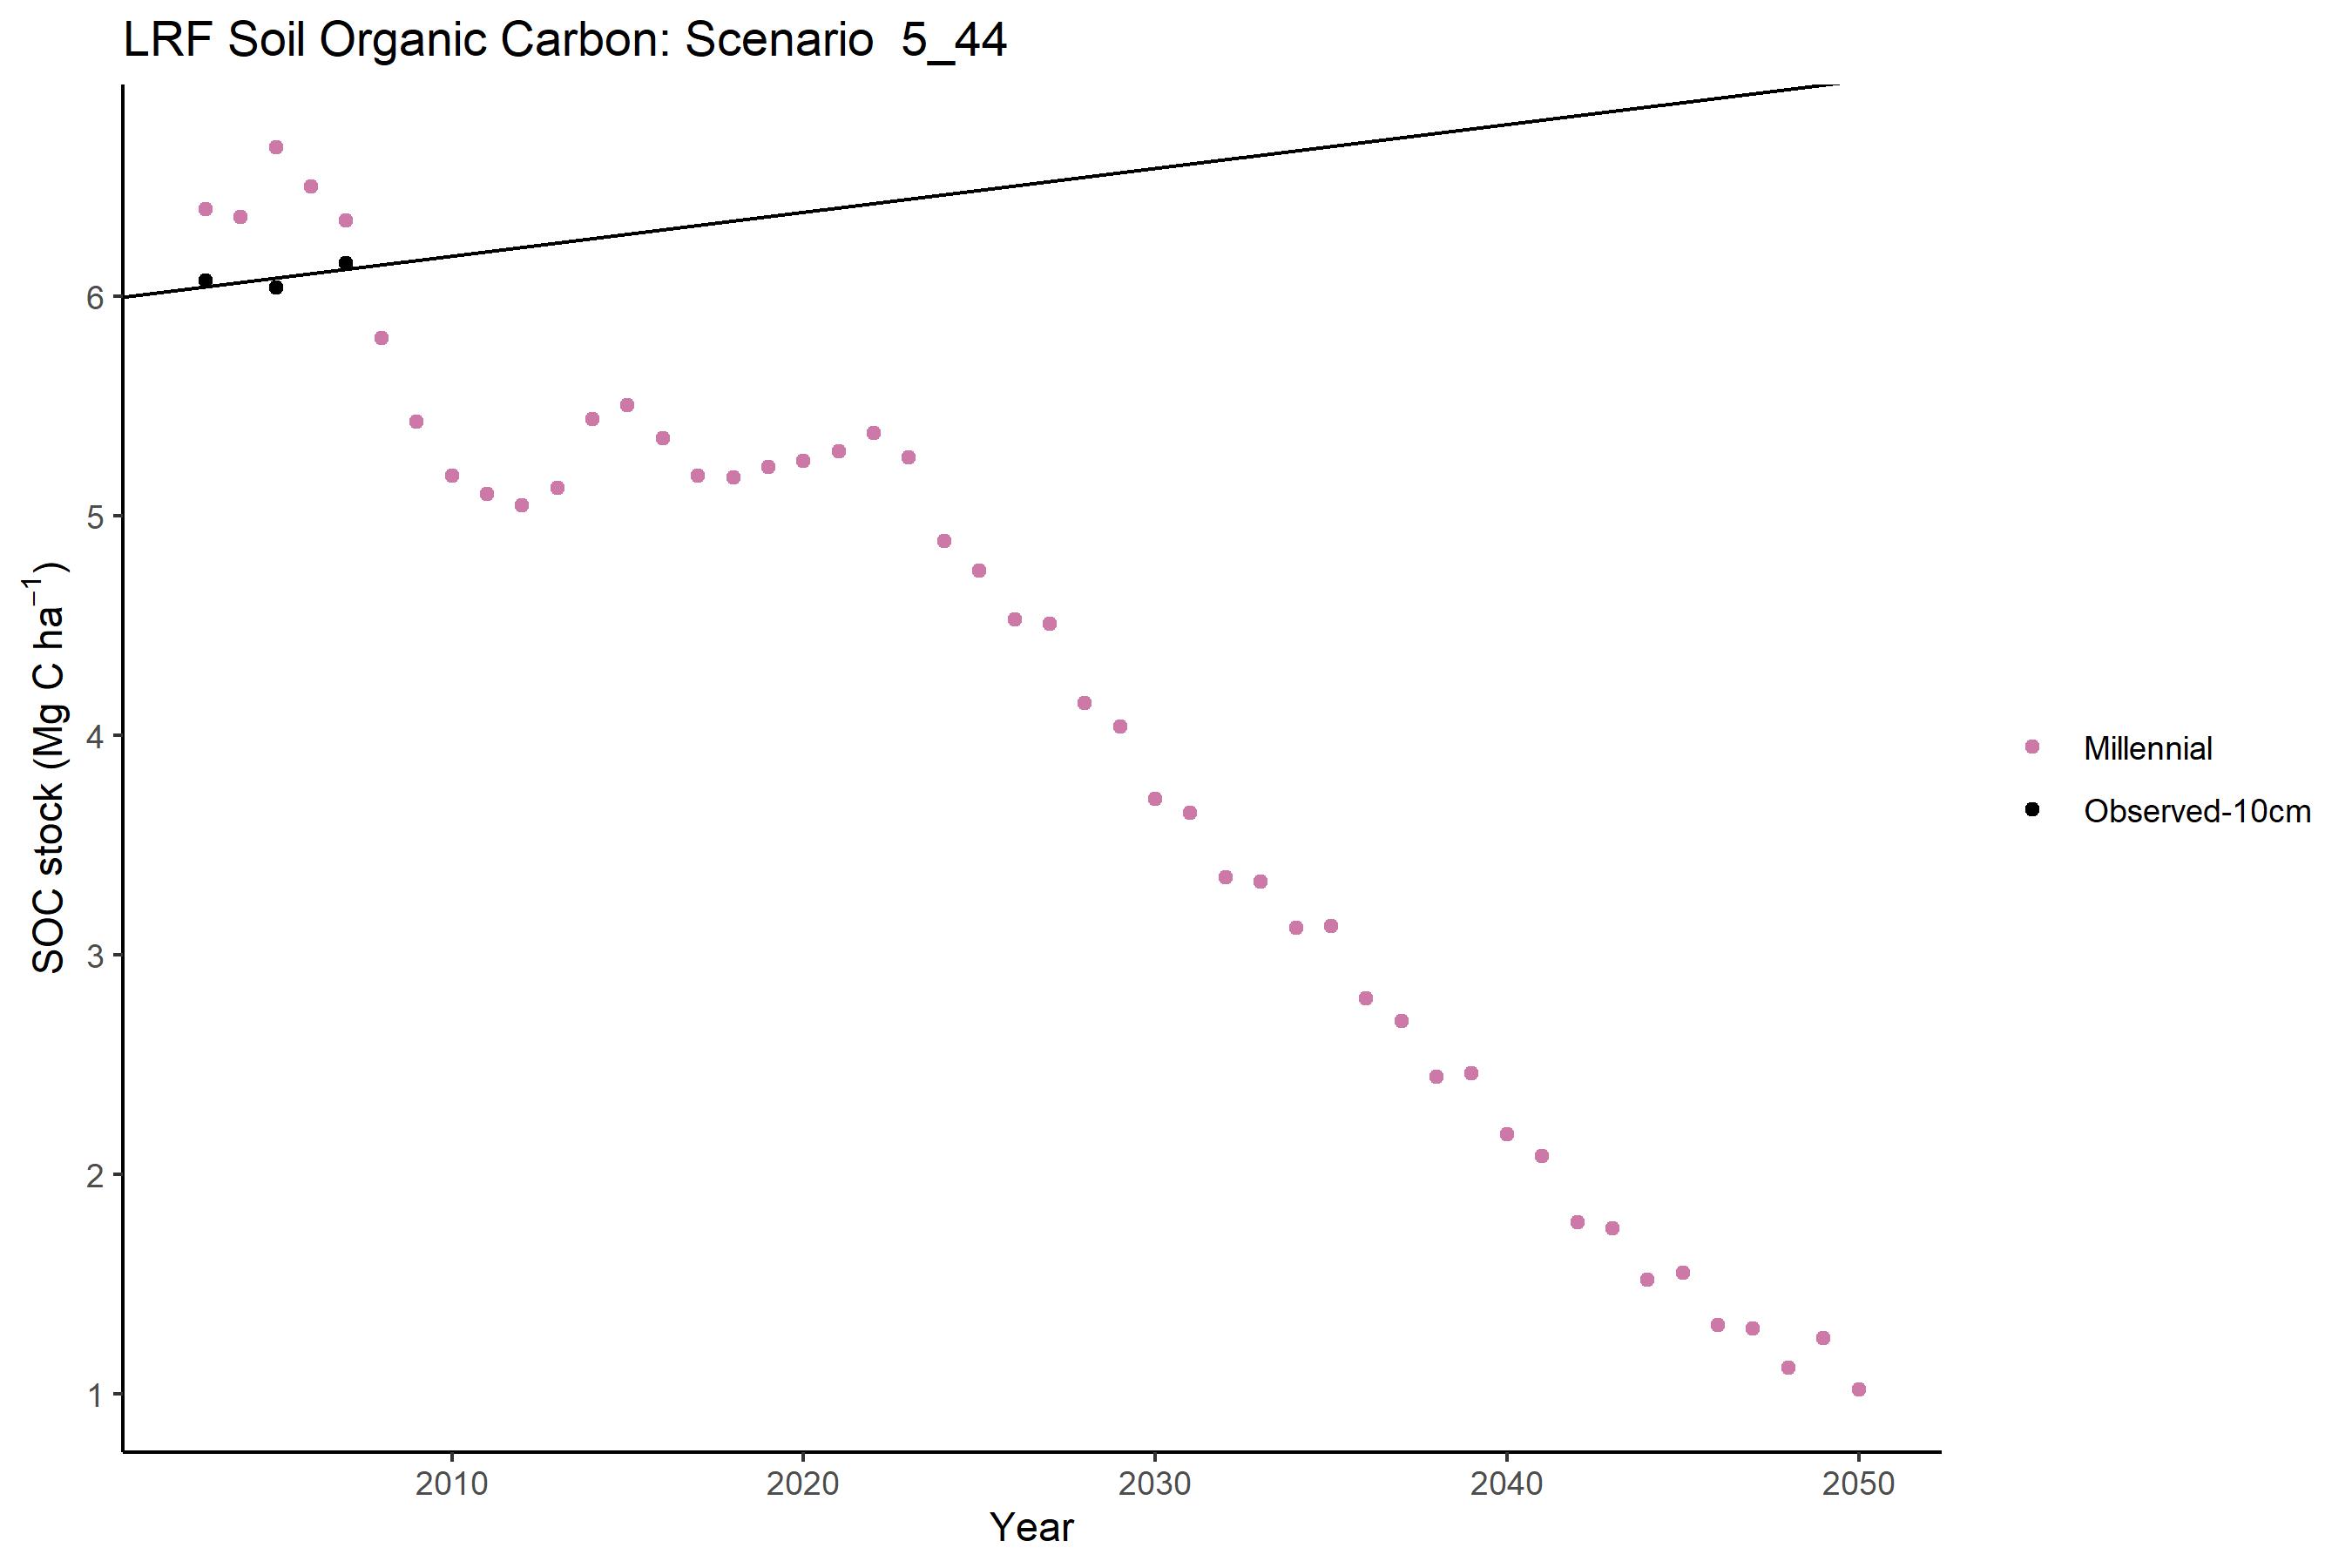 LRF Soil Organic Carbon: Scenario  5_44
SOC stock (Mg C ha⁻¹)
6
5
4
3
2
1
2010 2020 2030 2040 2050
Year
Millennial
Observed-10cm